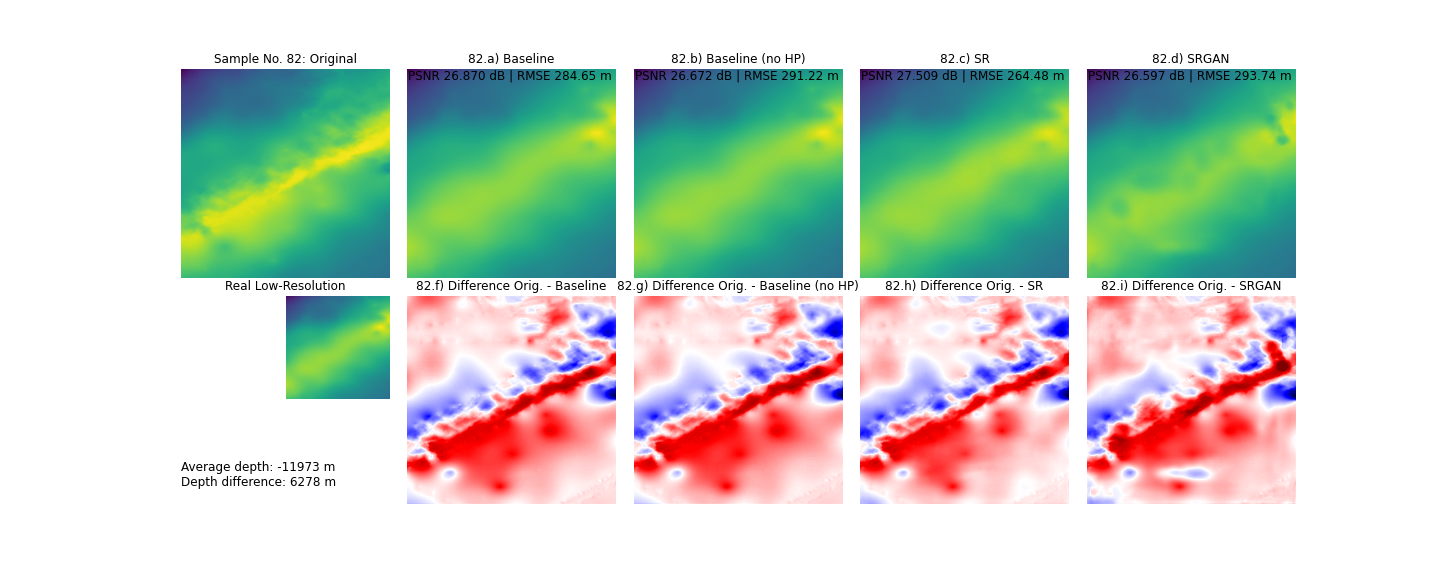 Sample No. 82: Original
82.a) Baseline
82.b) Baseline (no HP)
82.c) SR
82.d) SRGAN
PSNR 26.870 dB | RMSE 284.65 m
PSNR 26.672 dB | RMSE 291.22 m
PSNR 27.509 dB | RMSE 264.48 m
PSNR 26.597 dB | RMSE 293.74 m
Real Low-Resolution
82.f) Difference Orig. - Baseline
82.g) Difference Orig. - Baseline (no HP)
82.h) Difference Orig. - SR
82.i) Difference Orig. - SRGAN
Average depth: -11973 m
Depth difference: 6278 m